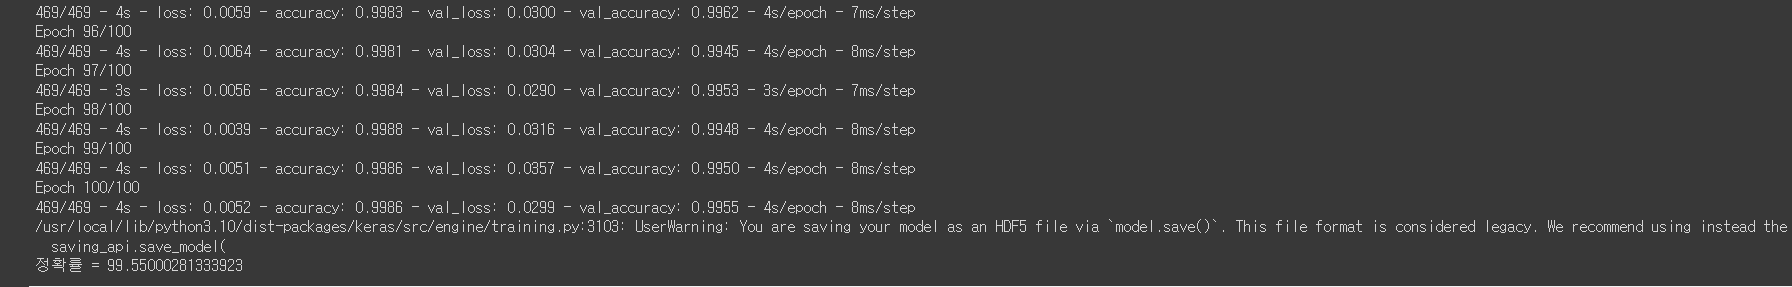 469/469 - 4s - loss: 0.0059 - accuracy: 0.9983 - val_loss: 0.0300 - val_accuracy: 0.9962 - 4s/epoch - 7ms/step
Epoch 96/100
469/469 - 4s - loss: 0.0064 - accuracy: 0.9981 - val_loss: 0.0304 - val_accuracy: 0.9945 - 4s/epoch - 8ms/step
Epoch 97/100
469/469 - 3s - loss: 0.0056 - accuracy: 0.9984 - val_loss: 0.0290 - val_accuracy: 0.9953 - 3s/epoch - 7ms/step
Epoch 98/100
469/469 - 4s - loss: 0.0039 - accuracy: 0.9988 - val_loss: 0.0316 - val_accuracy: 0.9948 - 4s/epoch - 8ms/step
Epoch 99/100
469/469 - 4s - loss: 0.0051 - accuracy: 0.9986 - val_loss: 0.0357 - val_accuracy: 0.9950 - 4s/epoch - 8ms/step
Epoch 100/100
469/469 - 4s - loss: 0.0052 - accuracy: 0.9986 - val_loss: 0.0299 - val_accuracy: 0.9955 - 4s/epoch - 8ms/step
/usr/local/lib/python3.10/dist-packages/keras/src/engine/training.py:3103: UserWarning: You are saving your model as an HDF5 file via `model.save()`. This file format is considered legacy. We recommend using instead the
saving_api.save_model(
정확률 = 99.55000281333923